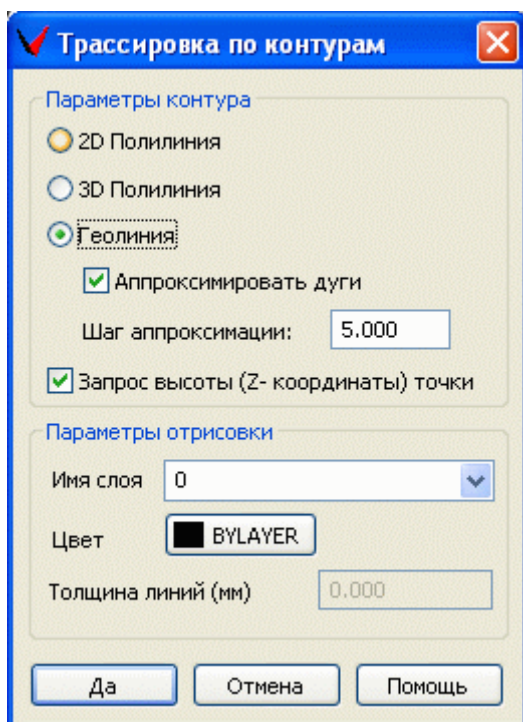 Трассировка по контурам
Параметры контура
2D Полилиния
3D Полилиния
Геолиния
Аппроксимировать дуги
Шаг аппроксимации: 5.000
Запрос высоты (Z- координаты) точки
Параметры отрисовки
Имя слоя 0
Цвет BYLAYER
Толщина линий (мм) 0.000
Да Отмена Помощь